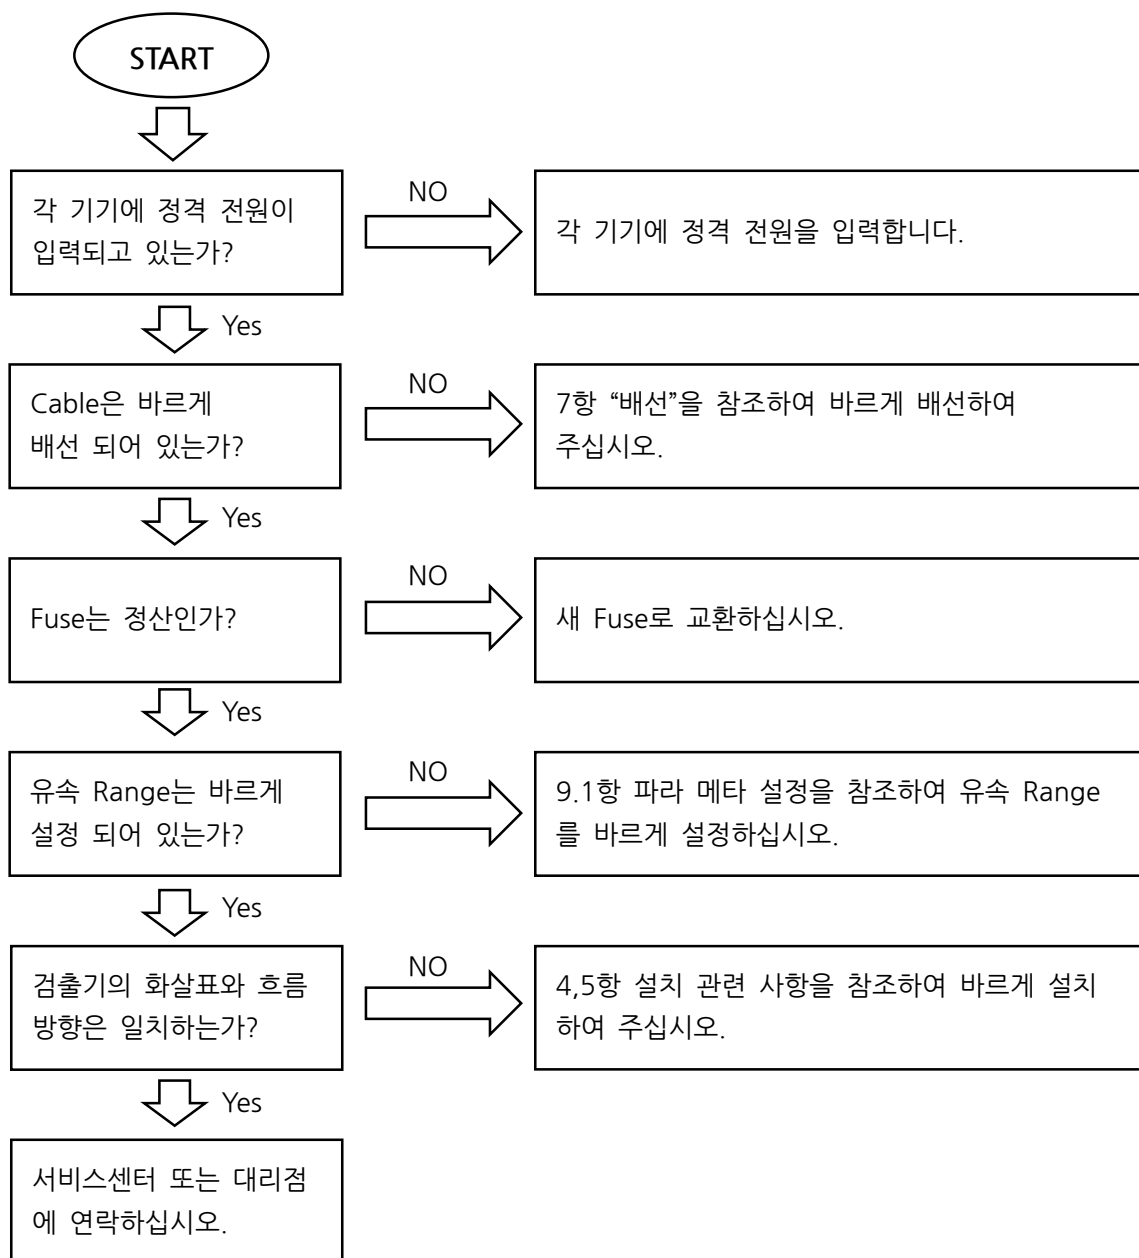 START
각 기기에 정격 전원이
입력되고 있는가?
NO
각 기기에 정격 전원을 입력합니다.
Yes
Cable은 바르게
배선 되어 있는가?
NO
7항 “배선”을 참조하여 바르게 배선하여
주십시오.
Yes
Fuse는 정산인가?
NO
새 Fuse로 교환하십시오.
Yes
유속 Range는 바르게
설정 되어 있는가?
NO
9.1항 파라 메타 설정을 참조하여 유속 Range
를 바르게 설정하십시오.
Yes
검출기의 화살표와 흐름
방향은 일치하는가?
NO
4,5항 설치 관련 사항을 참조하여 바르게 설치
하여 주십시오.
Yes
서비스센터 또는 대리점
에 연락하십시오.